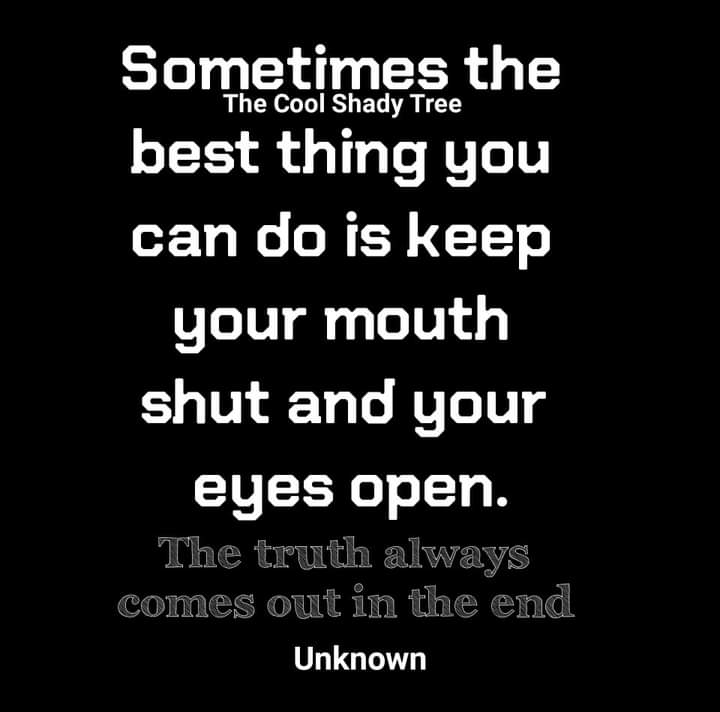 Sometimes the
The Cool Shady Tree
best thing you
can do is keep
your mouth
shut and your
eyes open.
The truth always
comes out in the end
Unknown